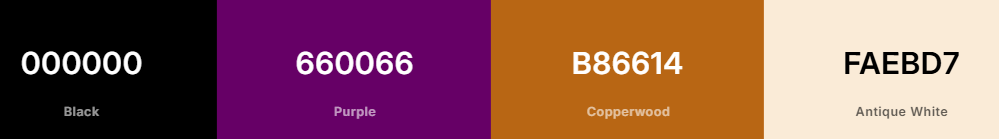 000000 660066 B86614 FAEBD7
Black Purple Copperwood Antique White